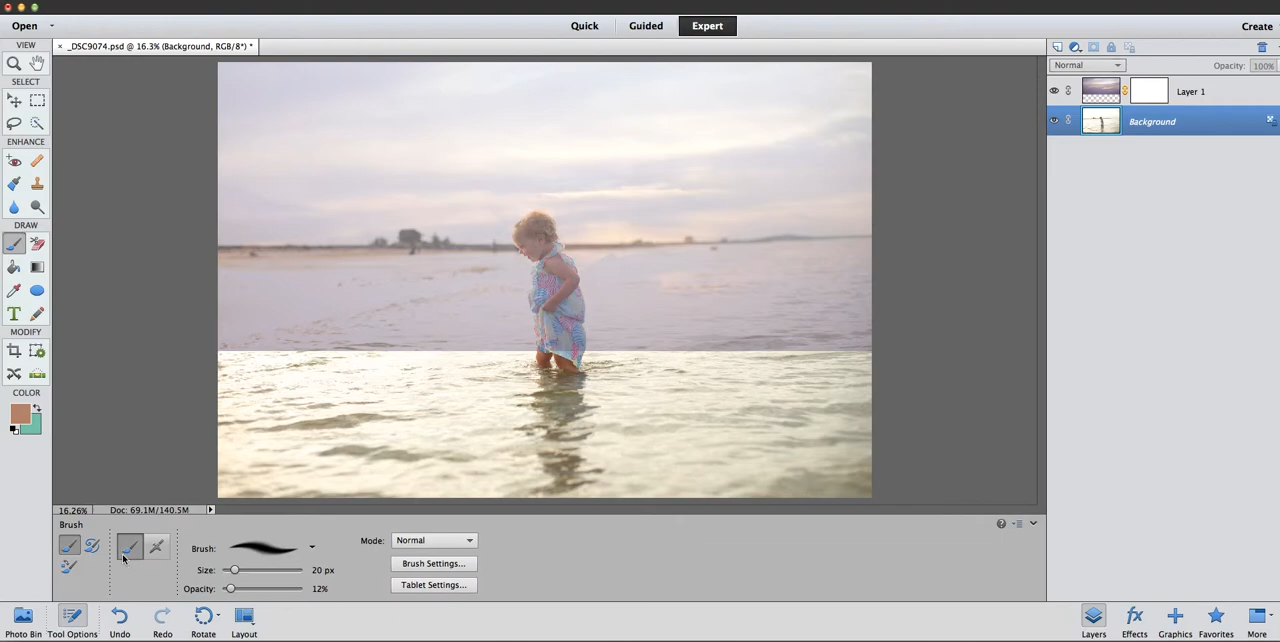 Open
Quick
Guided
Expert
Create
VIEW
× _DSC9074.psd @ 16.3% (Background, RGB/8*) *
Normal
Opacity: 100%
SELECT
Layer 1
Background
ENHANCE
DRAW
T
MODIFY
COLOR
16.26%
Doc: 69.1M/140.5M
Brush
Brush:
Size:
20 px
Opacity:
12%
Mode:
Normal
Brush Settings...
Tablet Settings...
Photo Bin
Tool Options
Undo
Redo
Rotate
Layout
Layers
fx
Effects
Graphics
Favorites
More